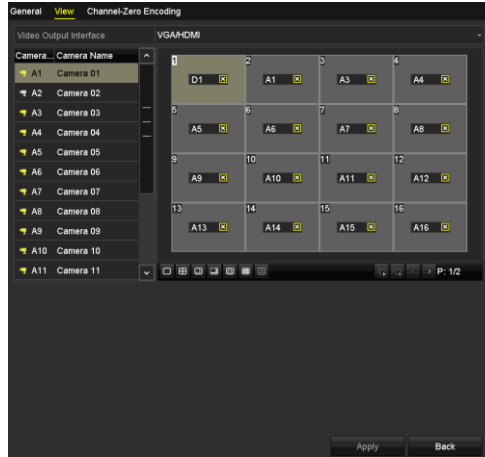 General View Channel-Zero Encoding
Video Output Interface VGA/HDMI
Camera... Camera Name
A1 Camera 01
A2 Camera 02
A3 Camera 03
A4 Camera 04
A5 Camera 05
A6 Camera 06
A7 Camera 07
A8 Camera 08
A9 Camera 09
A10 Camera 10
A11 Camera 11
1 2 3 4
D1 A1 A3 A4
5 6 7 8
A5 A6 A7 A8
9 10 11 12
A9 A10 A11 A12
13 14 15 16
A13 A14 A15 A16
P: 1/2
Apply Back